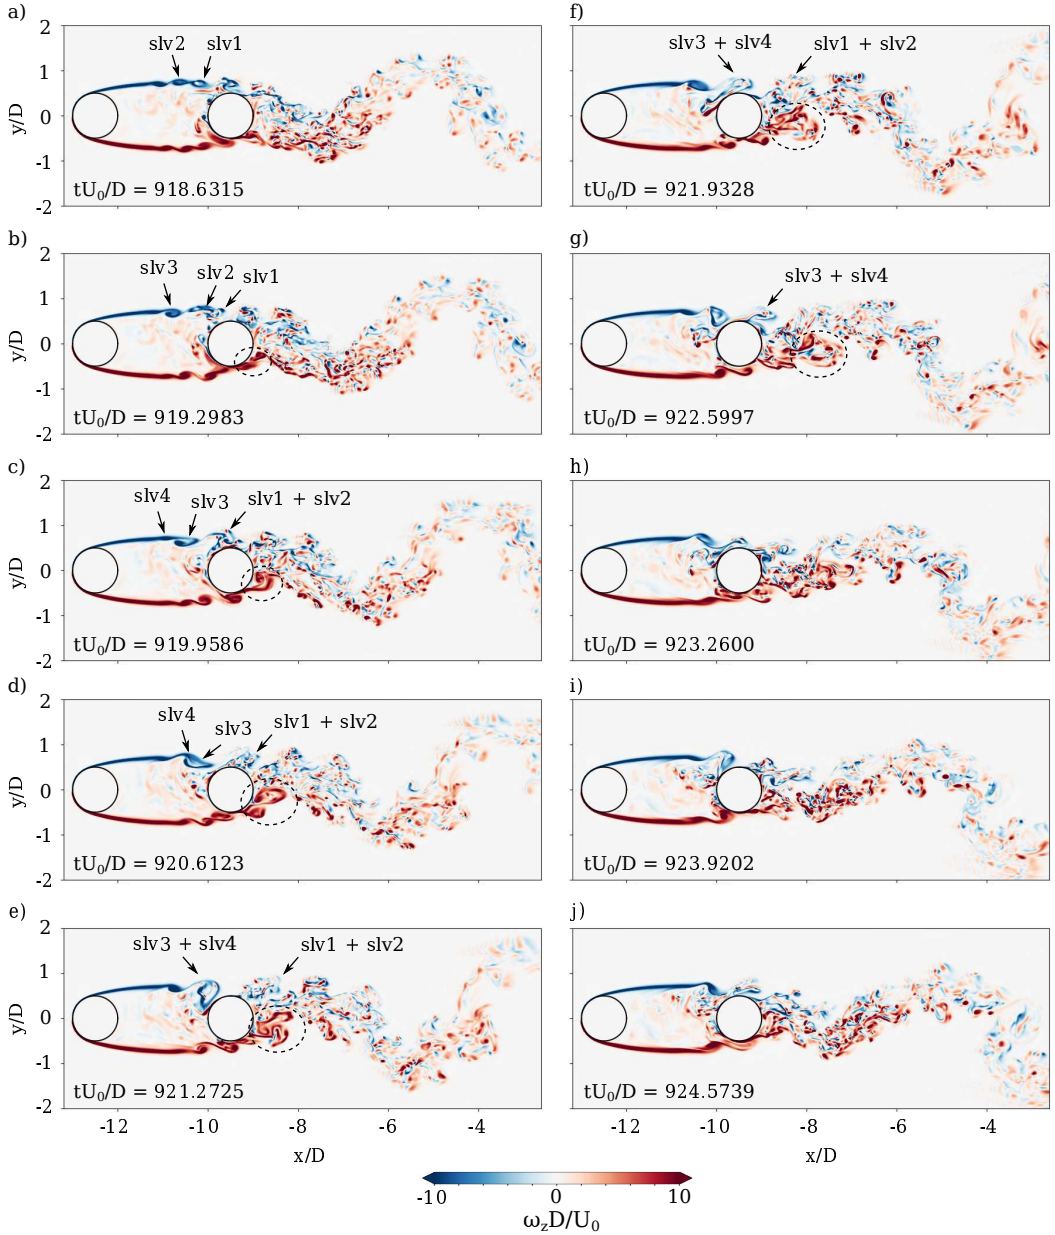 a)
2
1
0
-1
-2
y/D
slv2 slv1
tU0/D = 918.6315
f)
slv3 + slv4 slv1 + slv2
tU0/D = 921.9328
b)
2
1
0
-1
-2
y/D
slv3 slv2 slv1
tU0/D = 919.2983
g)
slv3 + slv4
tU0/D = 922.5997
c)
2
1
0
-1
-2
y/D
slv4 slv3 slv1 + slv2
tU0/D = 919.9586
h)
tU0/D = 923.2600
d)
2
1
0
-1
-2
y/D
slv4 slv3 slv1 + slv2
tU0/D = 920.6123
i)
tU0/D = 923.9202
e)
2
1
0
-1
-2
y/D
slv3 + slv4 slv1 + slv2
tU0/D = 921.2725
j)
tU0/D = 924.5739
-12 -10 -8 -6 -4
x/D
-12 -10 -8 -6 -4
x/D
-10 0 10
ωzD/U0